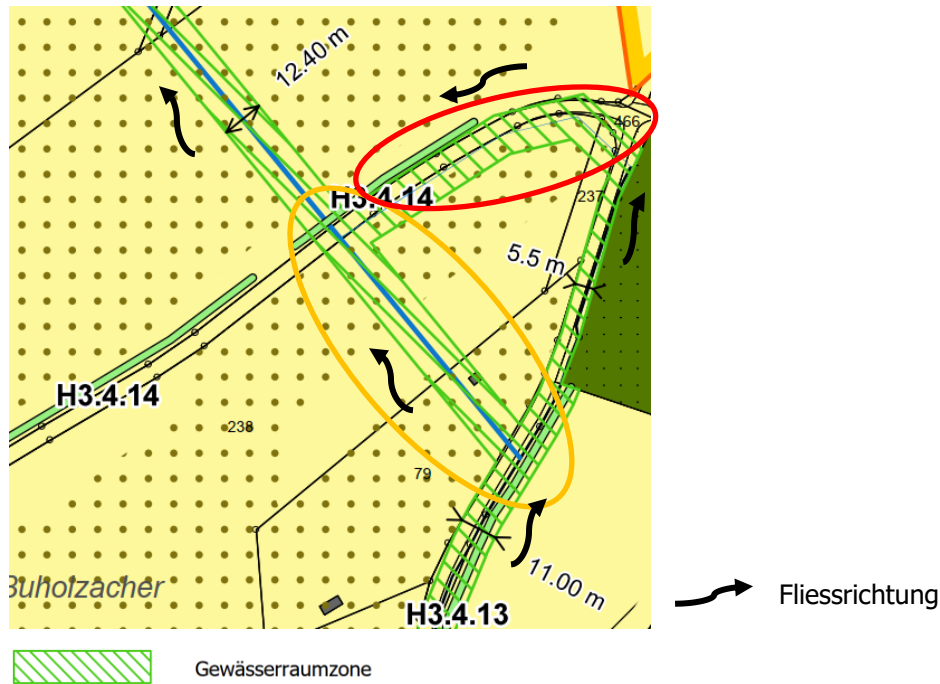 12.40 m
466
H3.4.14
237
5.5 m
H3.4.14
238
79
Buholzacher
11.00 m
H3.4.13
Fliessrichtung
Gewässerraumzone